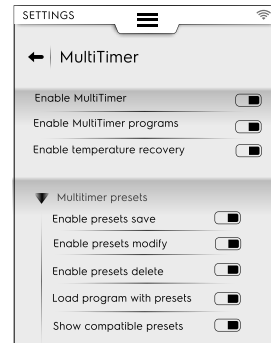 SETTINGS
MultiTimer
Enable MultiTimer
Enable MultiTimer programs
Enable temperature recovery
Multitimer presets
Enable presets save
Enable presets modify
Enable presets delete
Load program with presets
Show compatible presets